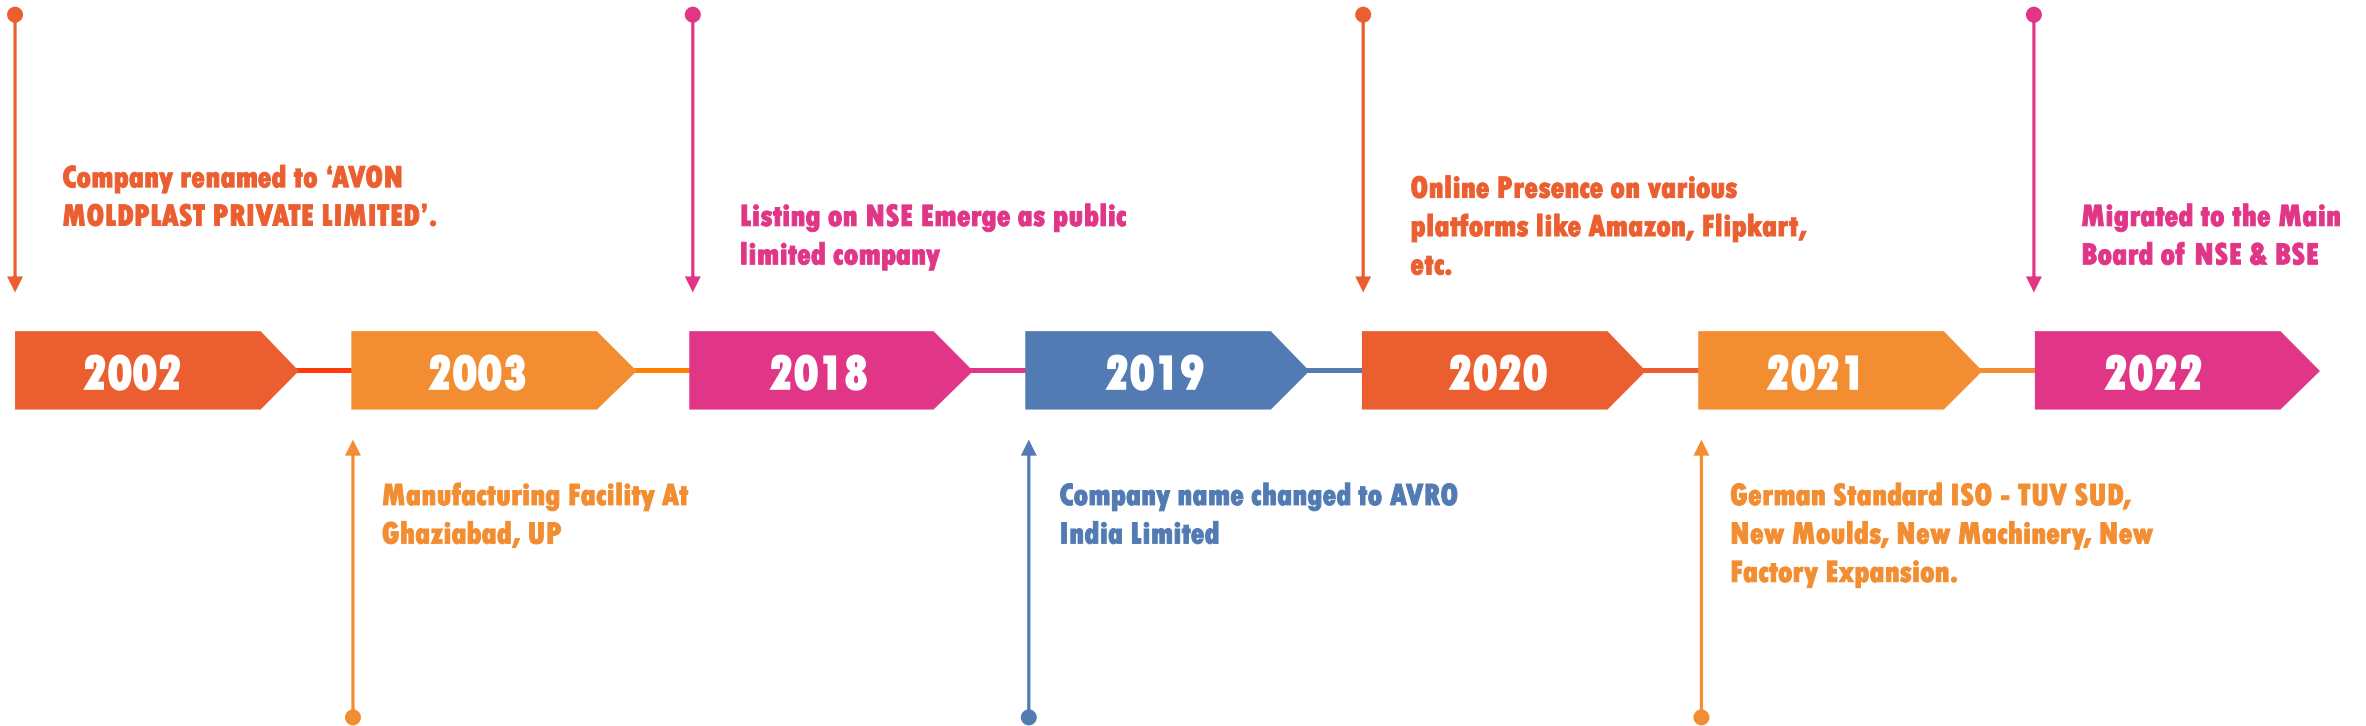 Company renamed to ‘AVON
MOLDPLAST PRIVATE LIMITED’.
Listing on NSE Emerge as public
limited company
Online Presence on various
platforms like Amazon, Flipkart,
etc.
Migrated to the Main
Board of NSE & BSE
2002
2003
2018
2019
2020
2021
2022
Manufacturing Facility At
Ghaziabad, UP
Company name changed to AVRO
India Limited
German Standard ISO - TUV SUD,
New Moulds, New Machinery, New
Factory Expansion.